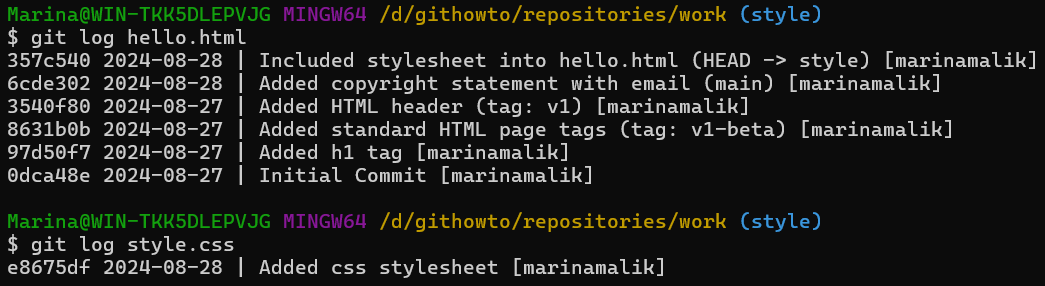 Marina@WIN-TKK5DLEPVJG MINGW64 /d/githowto/repositories/work (style)
$ git log hello.html
357c540 2024-08-28 | Included stylesheet into hello.html (HEAD -> style) [marinamalik]
6cde302 2024-08-28 | Added copyright statement with email (main) [marinamalik]
3540f80 2024-08-27 | Added HTML header (tag: v1) [marinamalik]
8631b0b 2024-08-27 | Added standard HTML page tags (tag: v1-beta) [marinamalik]
97d50f7 2024-08-27 | Added h1 tag [marinamalik]
0dca48e 2024-08-27 | Initial Commit [marinamalik]
Marina@WIN-TKK5DLEPVJG MINGW64 /d/githowto/repositories/work (style)
$ git log style.css
e8675df 2024-08-28 | Added css stylesheet [marinamalik]